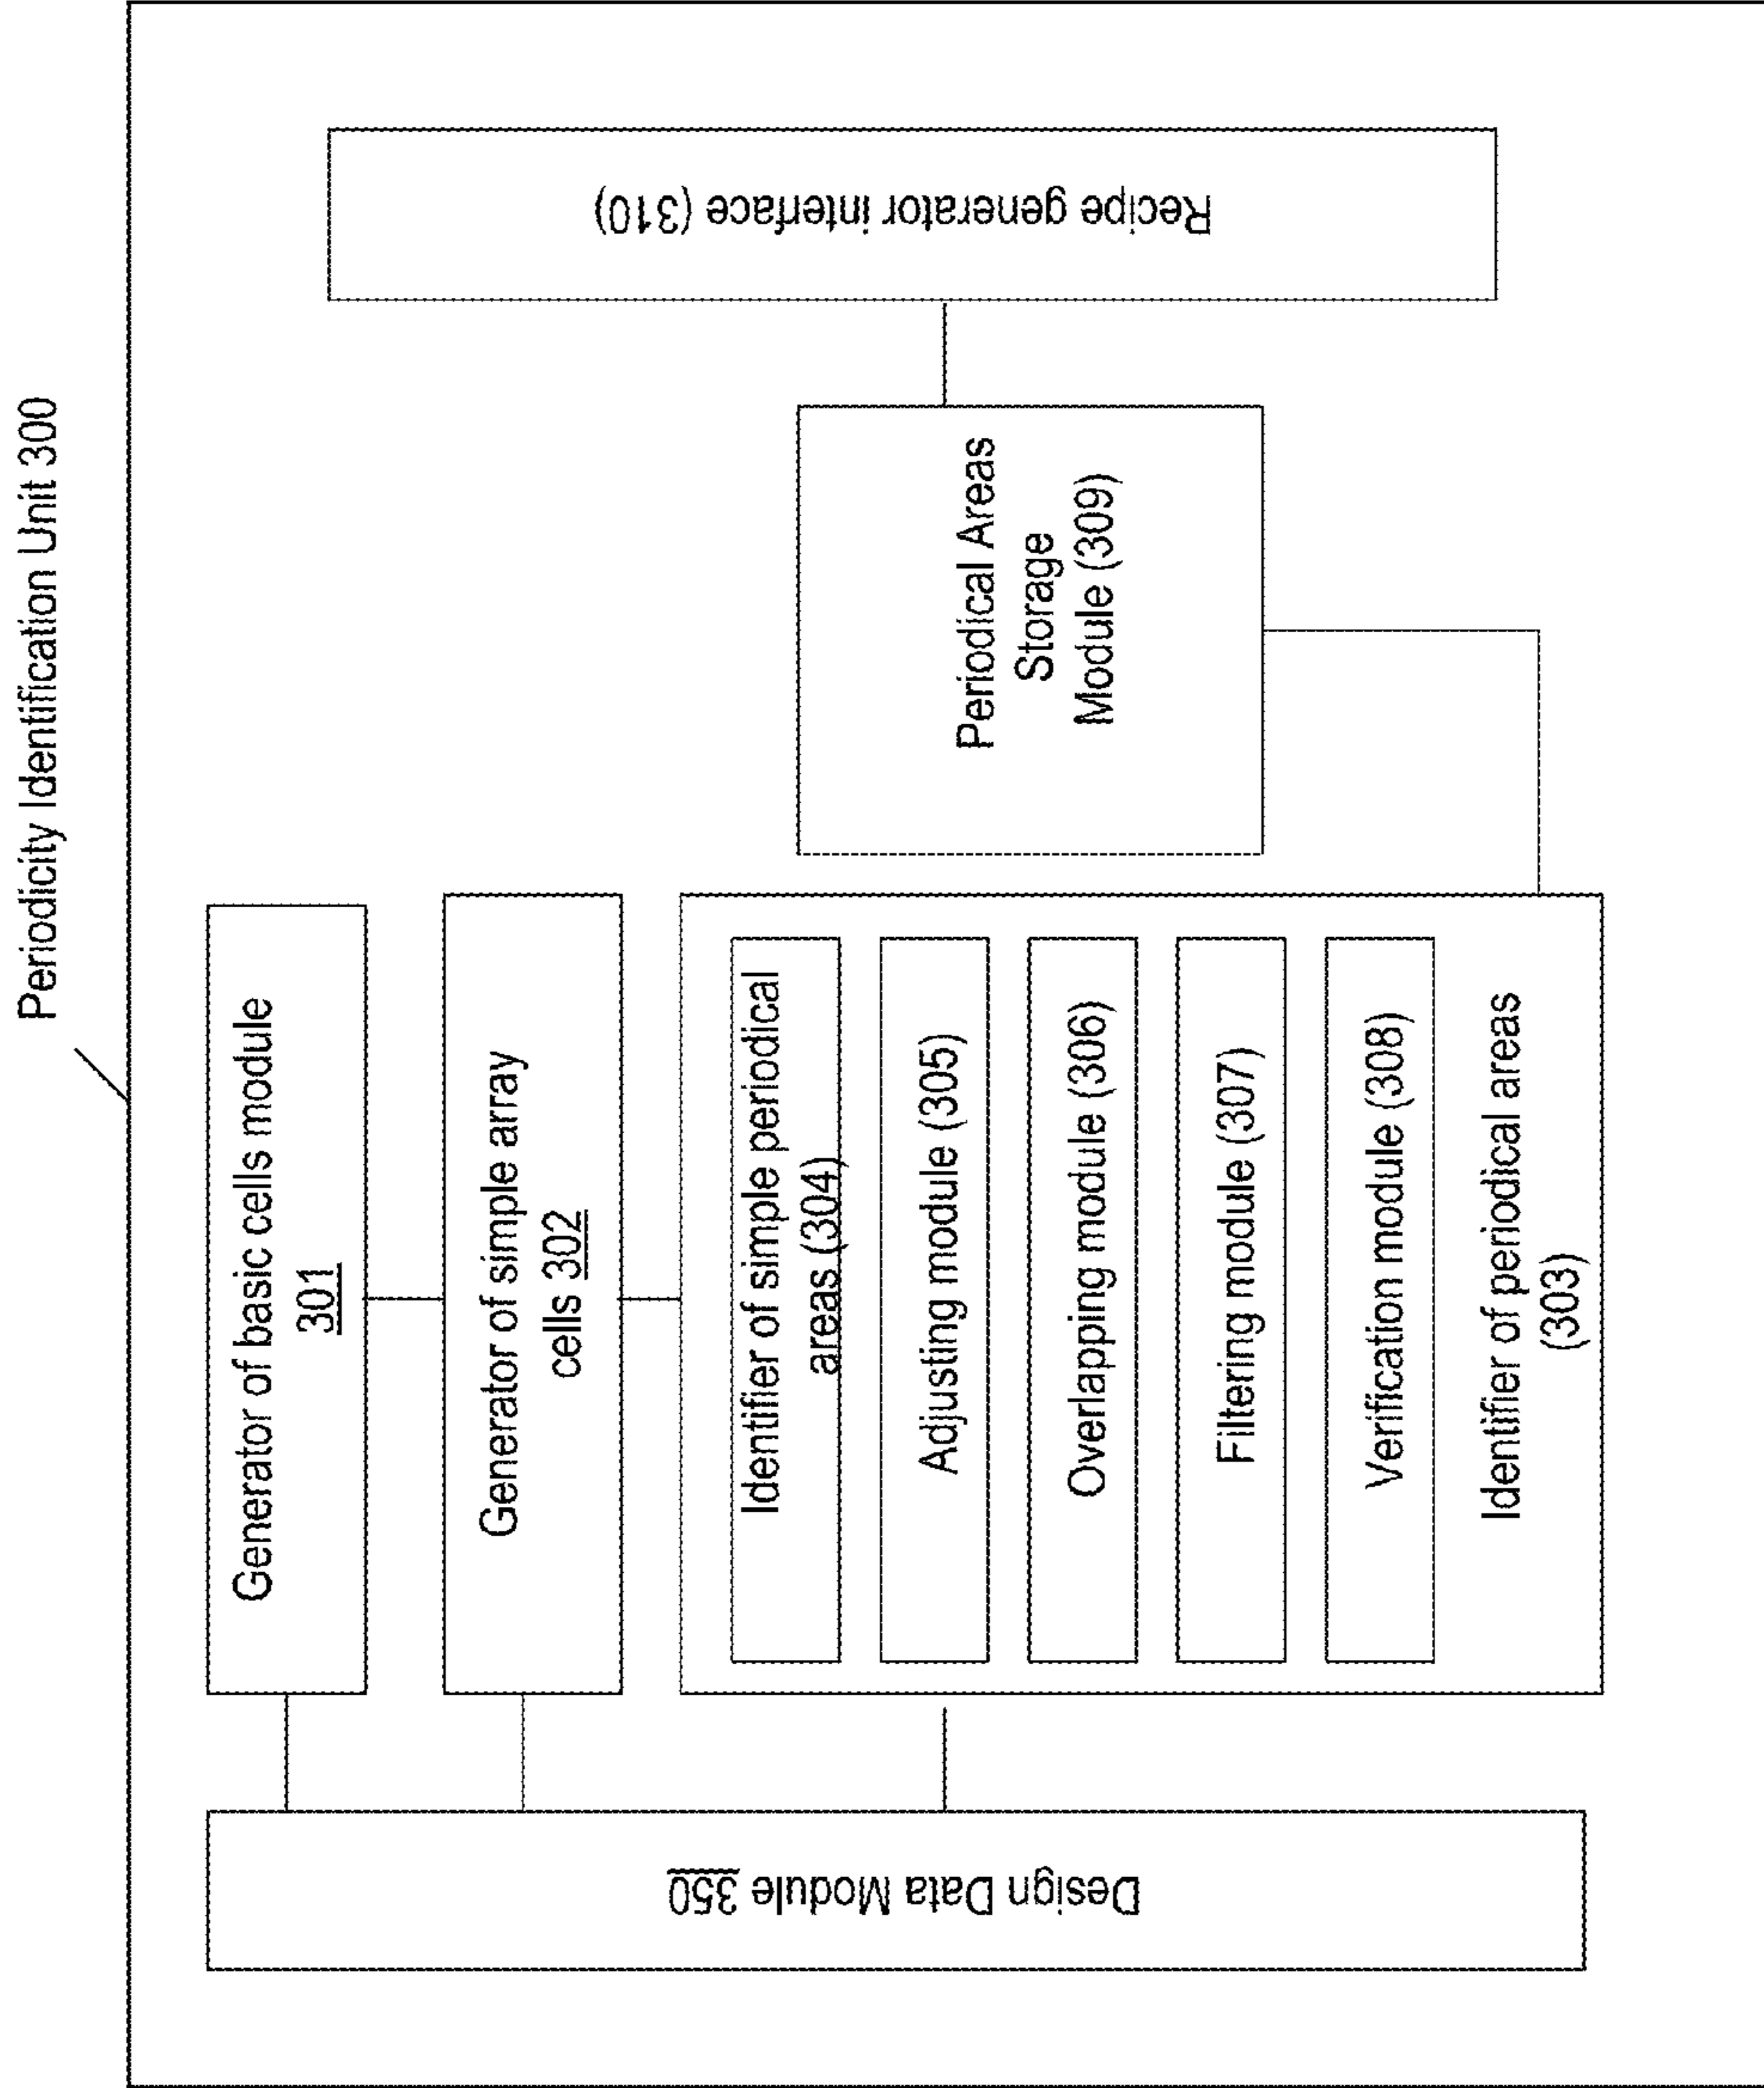 Periodicity Identification Unit 300
Design Data Module 350
Generator of basic cells module
301
Generator of simple array
cells 302
Identifier of simple periodical
areas (304)
Adjusting module (305)
Overlapping module (306)
Filtering module (307)
Verification module (308)
Identifier of periodical areas
(303)
Periodical Areas
Storage
Module (309)
Recipe generator interface (310)